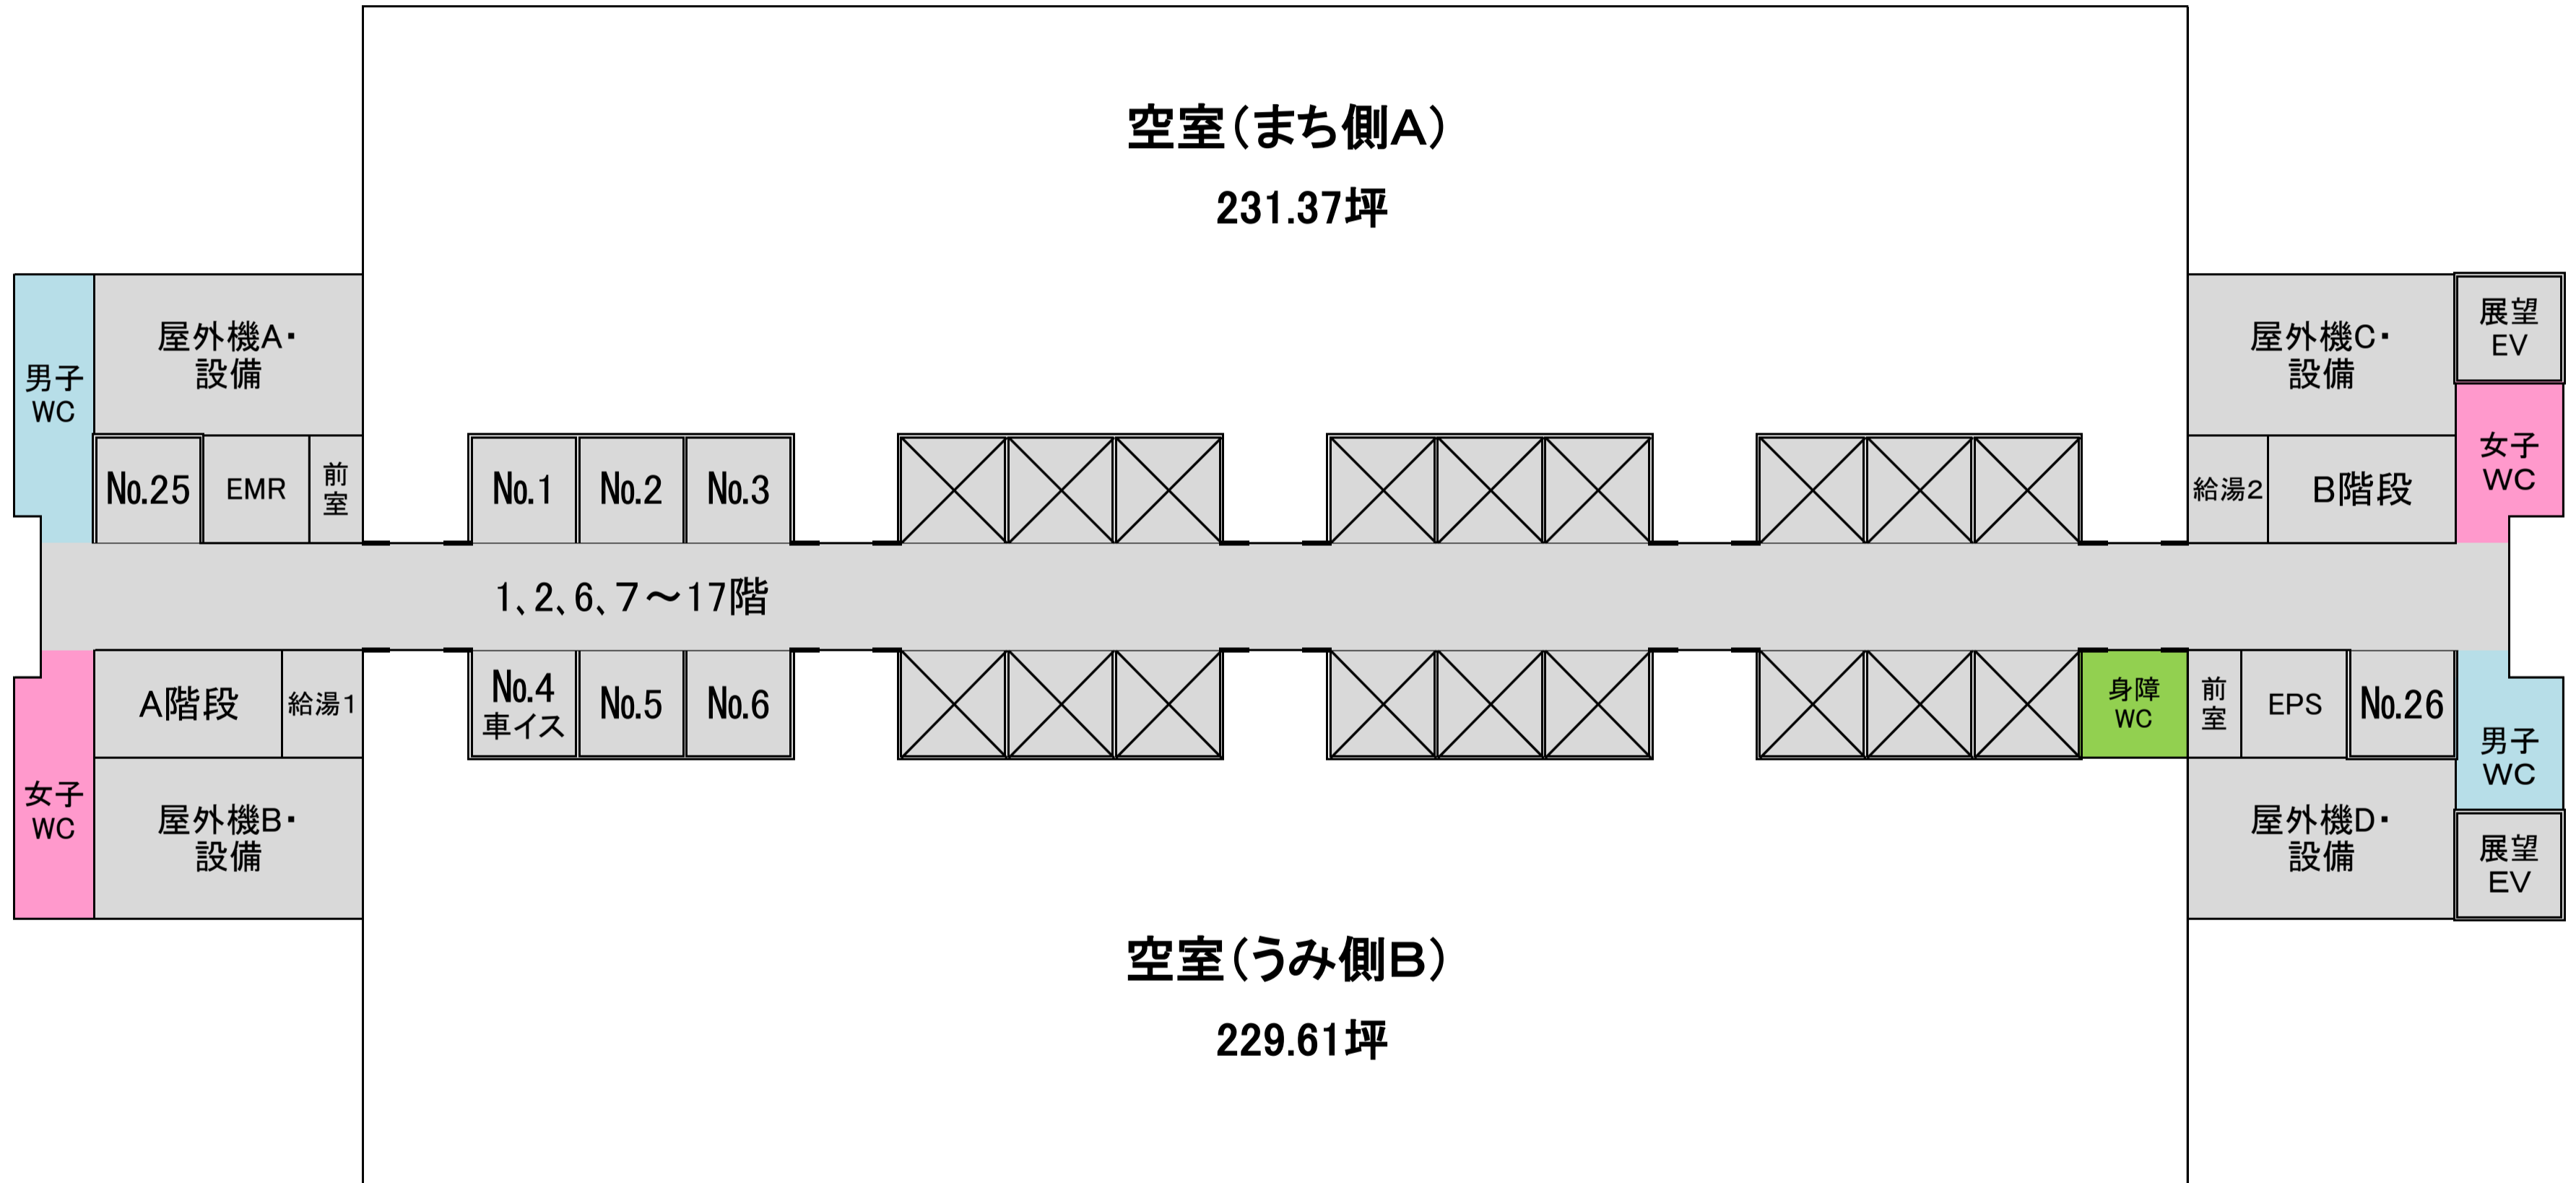 空室(まち側A)
231.37坪
男子
WC
屋外機A・
設備
No.25
EMR
前
室
No.1
No.2
No.3
屋外機C・
設備
展望
EV
給湯2
B階段
女子
WC
1、2、6、7～17階
女子
WC
A階段
給湯1
屋外機B・
設備
No.4
車イス
No.5
No.6
身障
WC
前
室
EPS
No.26
男子
WC
屋外機D・
設備
展望
EV
空室(うみ側B)
229.61坪